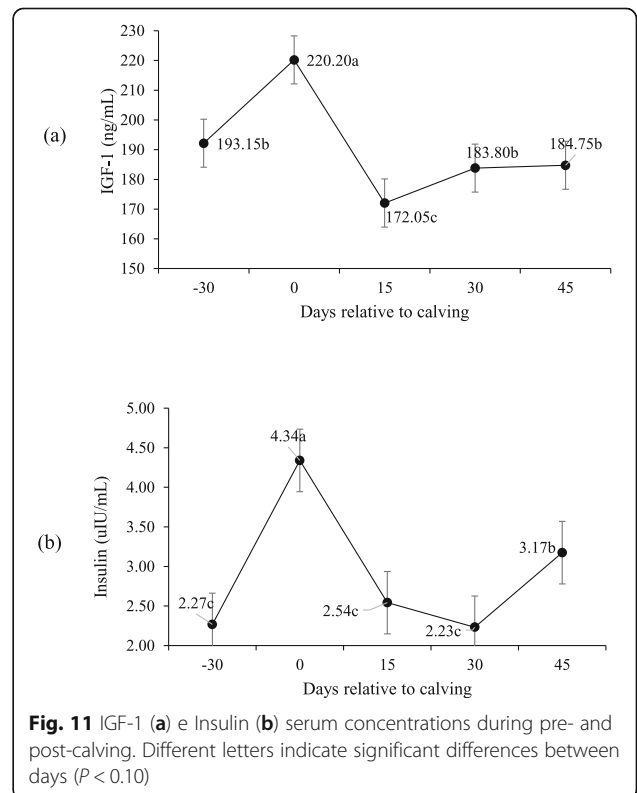 230
220
210
200
190
180
170
160
150
IGF-1 (ng/mL)
(a)
220.20a
193.15b
172.05c
183.80b
184.75b
-30 0 15 30 45
Days relative to calving
5.00
4.50
4.00
3.50
3.00
2.50
2.00
Insulin (uIU/mL)
(b)
4.34a
2.27c
2.54c
2.23c
3.17b
-30 0 15 30 45
Days relative to calving
Fig. 11 IGF-1 (a) e Insulin (b) serum concentrations during pre- and
post-calving. Different letters indicate significant differences between
days (P < 0.10)